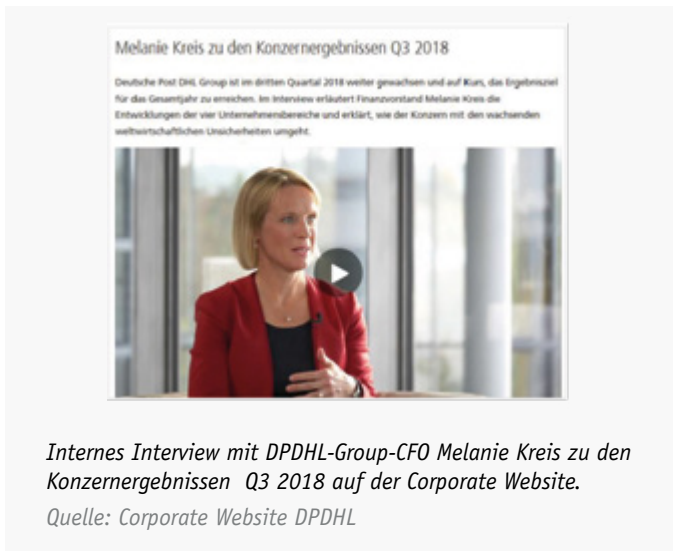 Melanie Kreis zu den Konzernergebnissen Q3 2018
Deutsche Post DHL Group ist im dritten Quartal 2018 weiter gewachsen und auf Kurs, das Ergebnisziel
für das Gesamtjahr zu erreichen. Im Interview erläutert Finanzvorstand Melanie Kreis die
Entwicklungen der vier Unternehmensbereiche und erklärt, wie der Konzern mit den wachsenden
weltwirtschaftlichen Unsicherheiten umgeht.
Internes Interview mit DPDHL-Group-CFO Melanie Kreis zu den
Konzernergebnissen Q3 2018 auf der Corporate Website.
Quelle: Corporate Website DPDHL